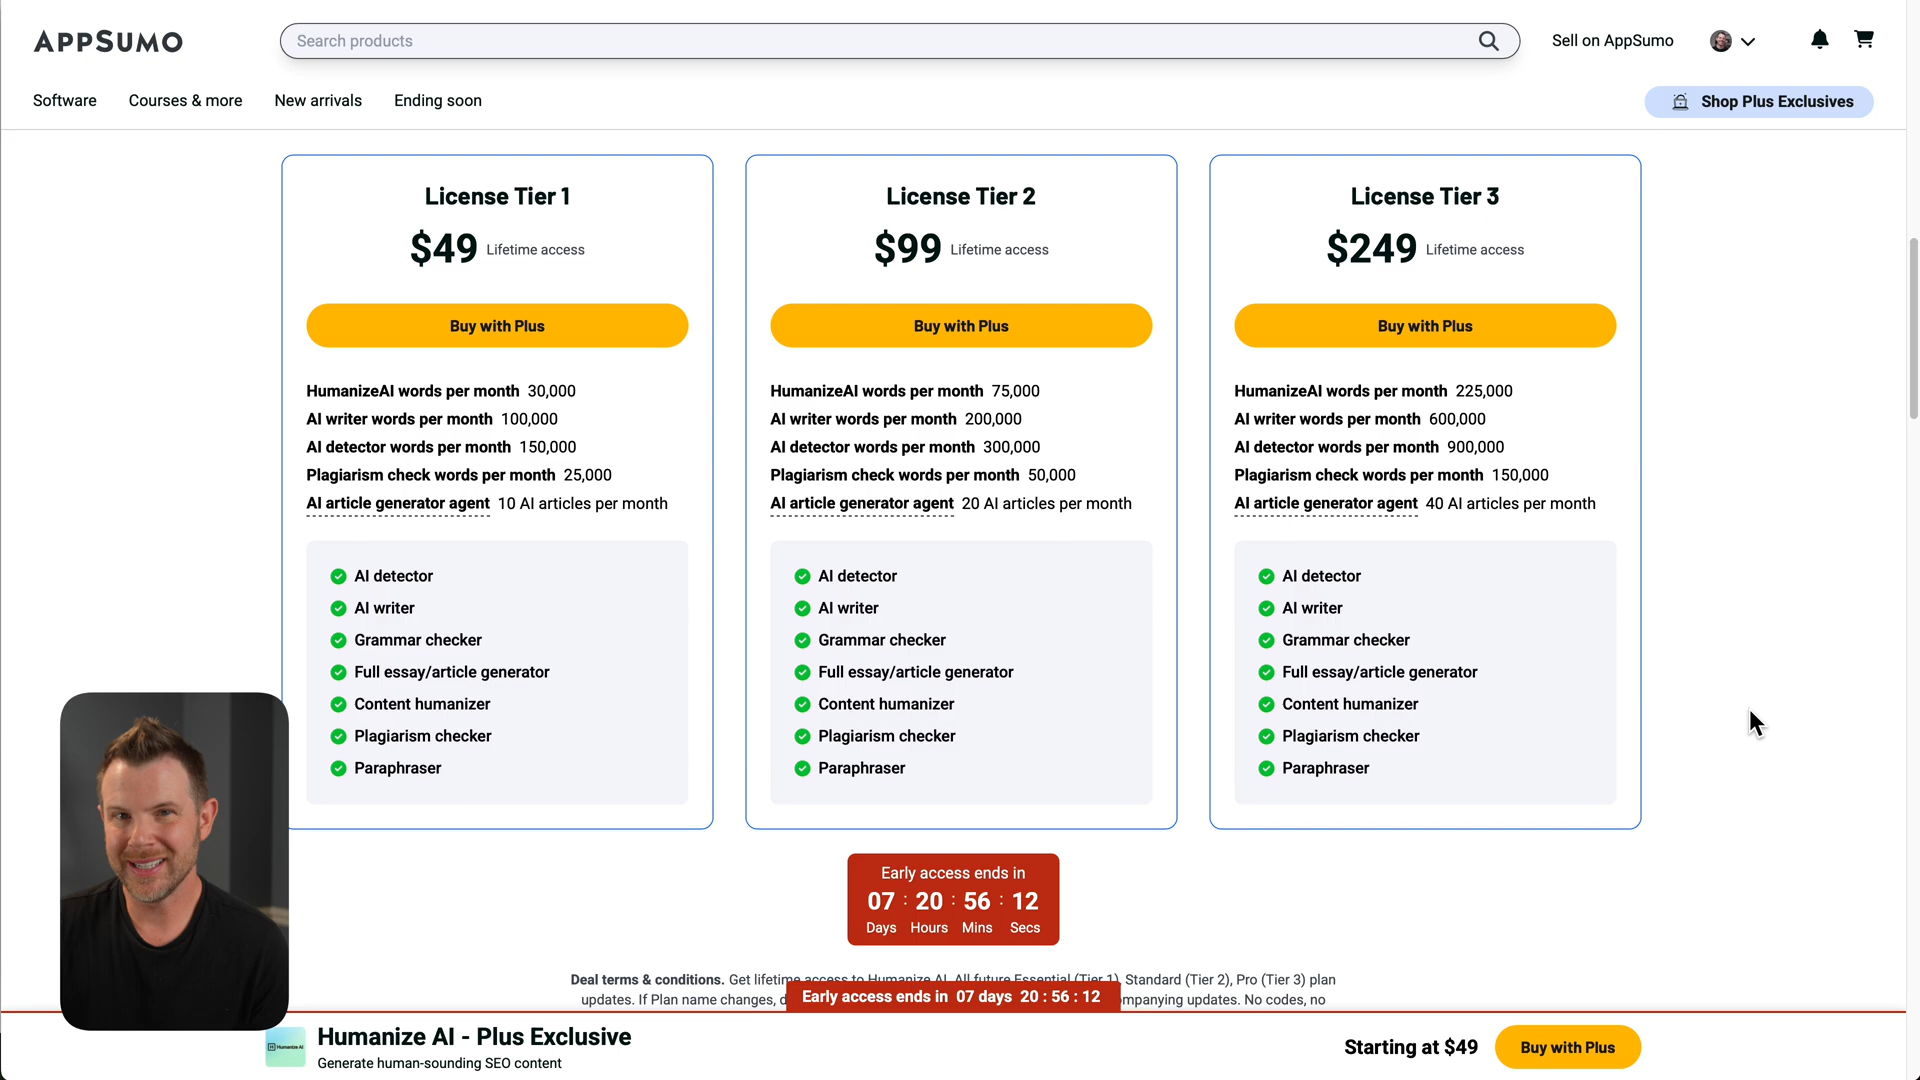 APPSUMO
Search products
Sell on AppSumo
Software
Courses & more
New arrivals
Ending soon
Shop Plus Exclusives
License Tier 1
$49 Lifetime access
Buy with Plus
HumanizeAI words per month 30,000
AI writer words per month 100,000
AI detector words per month 150,000
Plagiarism check words per month 25,000
AI article generator agent 10 AI articles per month
AI detector
AI writer
Grammar checker
Full essay/article generator
Content humanizer
Plagiarism checker
Paraphraser
License Tier 2
$99 Lifetime access
Buy with Plus
HumanizeAI words per month 75,000
AI writer words per month 200,000
AI detector words per month 300,000
Plagiarism check words per month 50,000
AI article generator agent 20 AI articles per month
AI detector
AI writer
Grammar checker
Full essay/article generator
Content humanizer
Plagiarism checker
Paraphraser
License Tier 3
$249 Lifetime access
Buy with Plus
HumanizeAI words per month 225,000
AI writer words per month 600,000
AI detector words per month 900,000
Plagiarism check words per month 150,000
AI article generator agent 40 AI articles per month
AI detector
AI writer
Grammar checker
Full essay/article generator
Content humanizer
Plagiarism checker
Paraphraser
Early access ends in
07 : 20 : 56 : 12
Days Hours Mins Secs
Deal terms & conditions. Get lifetime access to Humanize AI. All future Essential (Tier 1), Standard (Tier 2), Pro (Tier 3) plan
updates. If Plan name changes, updates. No codes, no
Early access ends in 07 days 20 : 56 : 12
Humanize AI
Humanize AI - Plus Exclusive
Generate human-sounding SEO content
Starting at $49
Buy with Plus